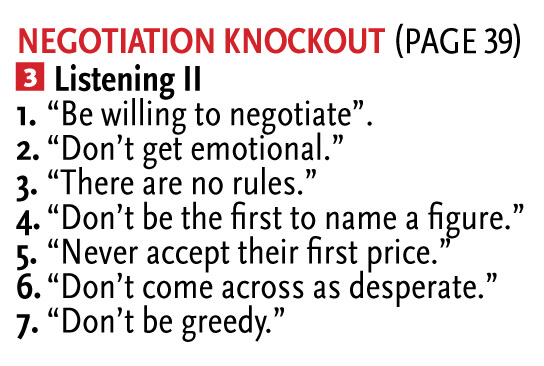 NEGOTIATION KNOCKOUT (PAGE 39)
3 Listening II
1. “Be willing to negotiate”.
2. “Don’t get emotional.”
3. “There are no rules.”
4. “Don’t be the first to name a figure.”
5. “Never accept their first price.”
6. “Don’t come across as desperate.”
7. “Don’t be greedy.”